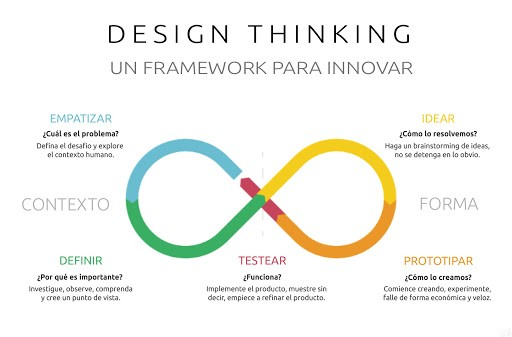 DESIGN THINKING
UN FRAMEWORK PARA INNOVAR
EMPATIZAR
¿Cuál es el problema?
Defina el desafío y explore
el contexto humano.
IDEAR
¿Cómo lo resolvemos?
Haga un brainstorming de ideas,
no se detenga en lo obvio.
CONTEXTO
FORMA
DEFINIR
¿Por qué es importante?
Investigue, observe, comprenda
y cree un punto de vista.
TESTEAR
¿Funciona?
Implemente el producto, muestre sin
decir, empiece a refinar el producto.
PROTOTIPAR
¿Cómo lo creamos?
Comience creando, experimente,
falle de forma económica y veloz.